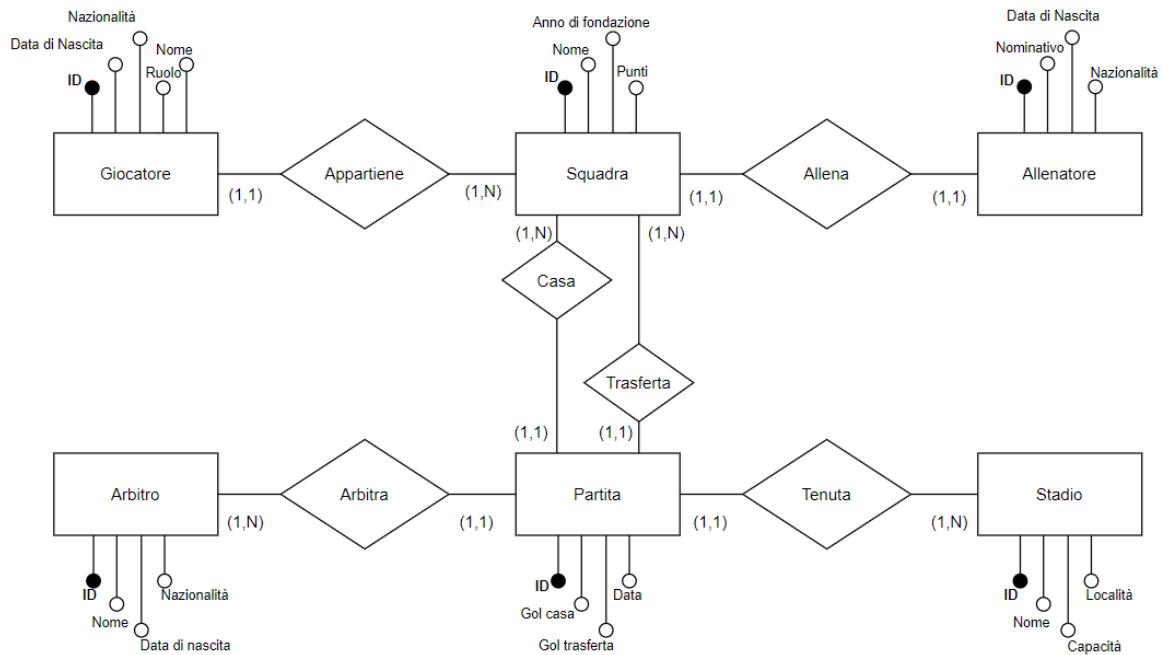 Nazionalità
Data di Nascita
Nome
ID
Ruolo
Giocatore
(1,1)
Appartiene
(1,N)
Anno di fondazione
Nome
ID
Punti
Squadra
(1,1)
Allena
(1,1)
Data di Nascita
Nominativo
ID
Nazionalità
Allenatore
(1,N)
(1,N)
Casa
Trasferta
(1,1)
(1,1)
Arbitro
(1,N)
Arbitra
(1,1)
Partita
(1,1)
Tenuta
(1,N)
Stadio
ID
Nazionalità
Nome
Data di nascita
ID
Data
Gol casa
Gol trasferta
ID
Località
Nome
Capacità